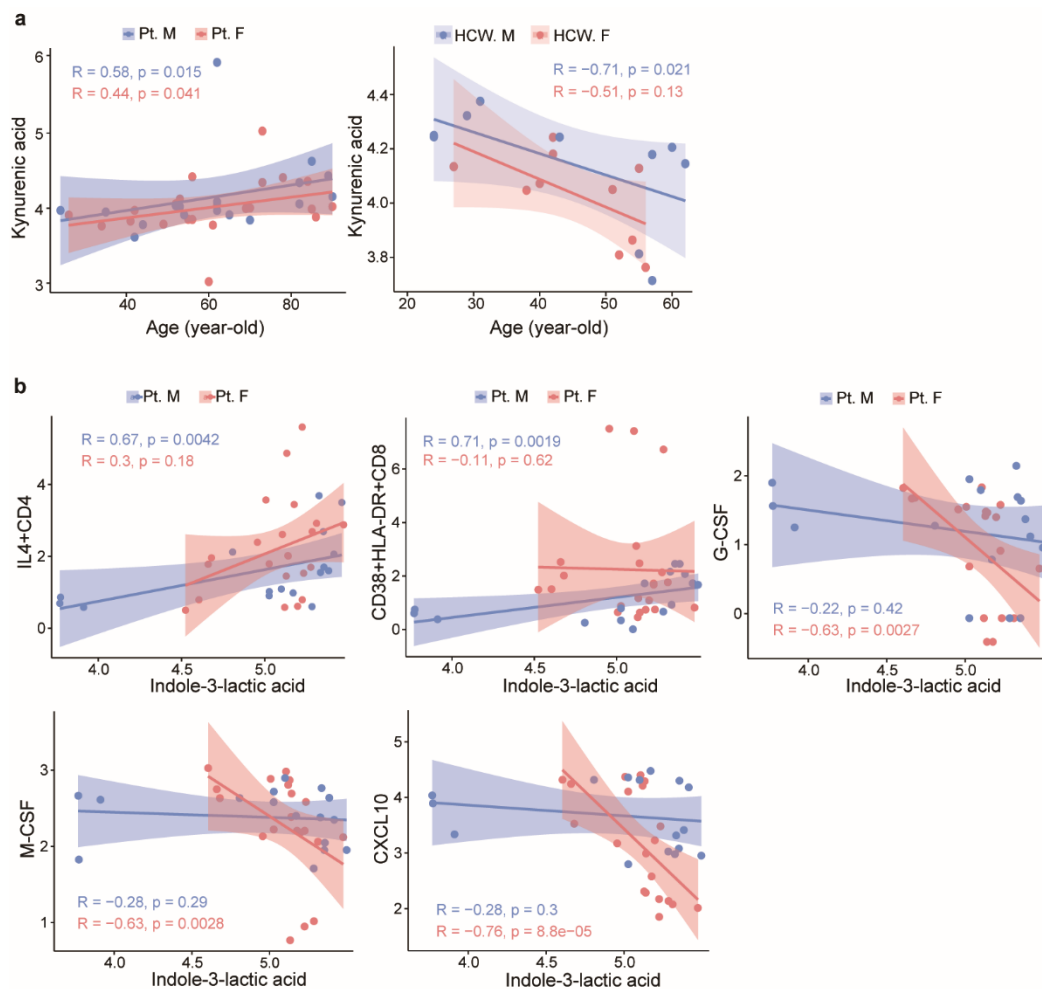 a
Pt. M Pt. F
R = 0.58, p = 0.015
R = 0.44, p = 0.041
Kynurenic acid
6
5
4
3
40 60 80
Age (year-old)
HCW. M HCW. F
R = −0.71, p = 0.021
R = −0.51, p = 0.13
Kynurenic acid
4.4
4.2
4.0
3.8
20 30 40 50 60
Age (year-old)
b
Pt. M Pt. F
R = 0.67, p = 0.0042
R = 0.3, p = 0.18
IL4+CD4
4
2
0
4.0 4.5 5.0
Indole-3-lactic acid
Pt. M Pt. F
R = 0.71, p = 0.0019
R = −0.11, p = 0.62
CD38+HLA-DR+CD8
6
4
2
0
4.0 4.5 5.0
Indole-3-lactic acid
Pt. M Pt. F
G-CSF
2
1
0
R = −0.22, p = 0.42
R = −0.63, p = 0.0027
4.0 4.5 5.0
Indole-3-lactic acid
M-CSF
3
2
1
R = −0.28, p = 0.29
R = −0.63, p = 0.0028
4.0 4.5 5.0
Indole-3-lactic acid
CXCL10
5
4
3
2
R = −0.28, p = 0.3
R = −0.76, p = 8.8e−05
4.0 4.5 5.0
Indole-3-lactic acid